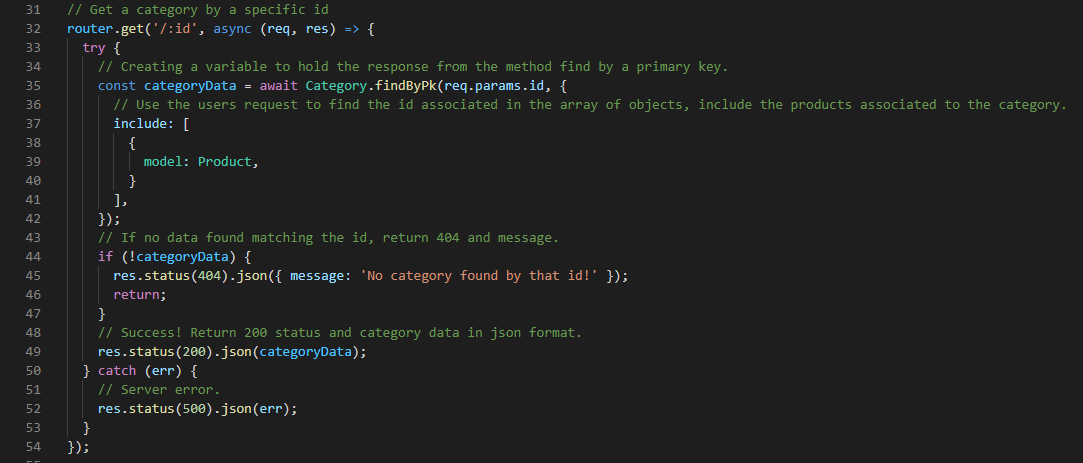 31 // Get a category by a specific id
32 router.get('/:id', async (req, res) => {
33 try {
34 // Creating a variable to hold the response from the method find by a primary key.
35 const categoryData = await Category.findByPk(req.params.id, {
36 // Use the users request to find the id associated in the array of objects, include the products associated to the category.
37 include: [
38 {
39 model: Product,
40 }
41 ],
42 });
43 // If no data found matching the id, return 404 and message.
44 if (!categoryData) {
45 res.status(404).json({ message: 'No category found by that id!' });
46 return;
47 }
48 // Success! Return 200 status and category data in json format.
49 res.status(200).json(categoryData);
50 } catch (err) {
51 // Server error.
52 res.status(500).json(err);
53 }
54 });